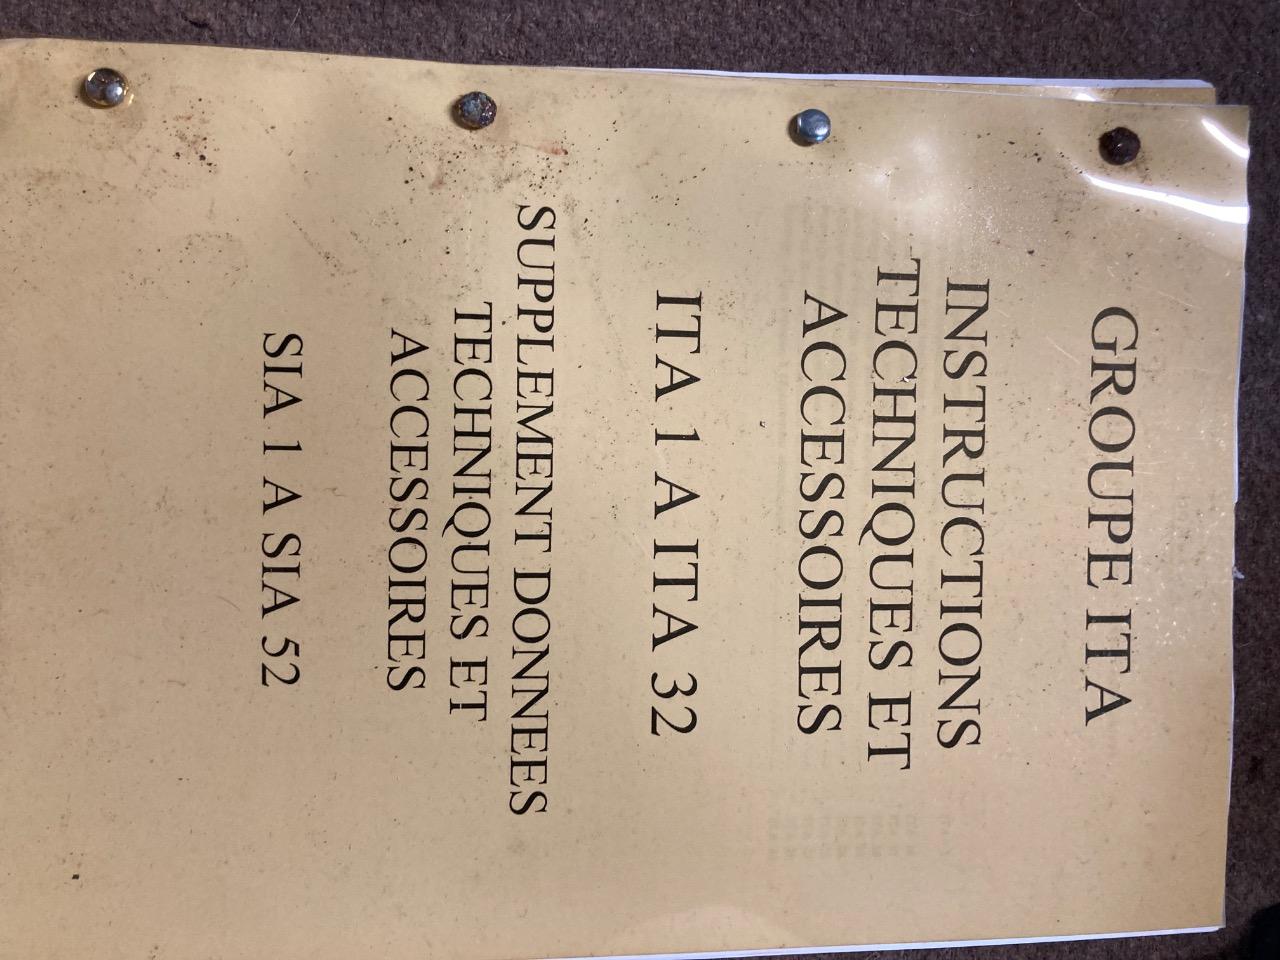 GROUPE ITA
INSTRUCTIONS
TECHNIQUES ET
ACCESSOIRES
ITA 1 A ITA 32
SUPPLEMENT DONNEES
TECHNIQUES ET
ACCESSOIRES
SIA 1 A SIA 52